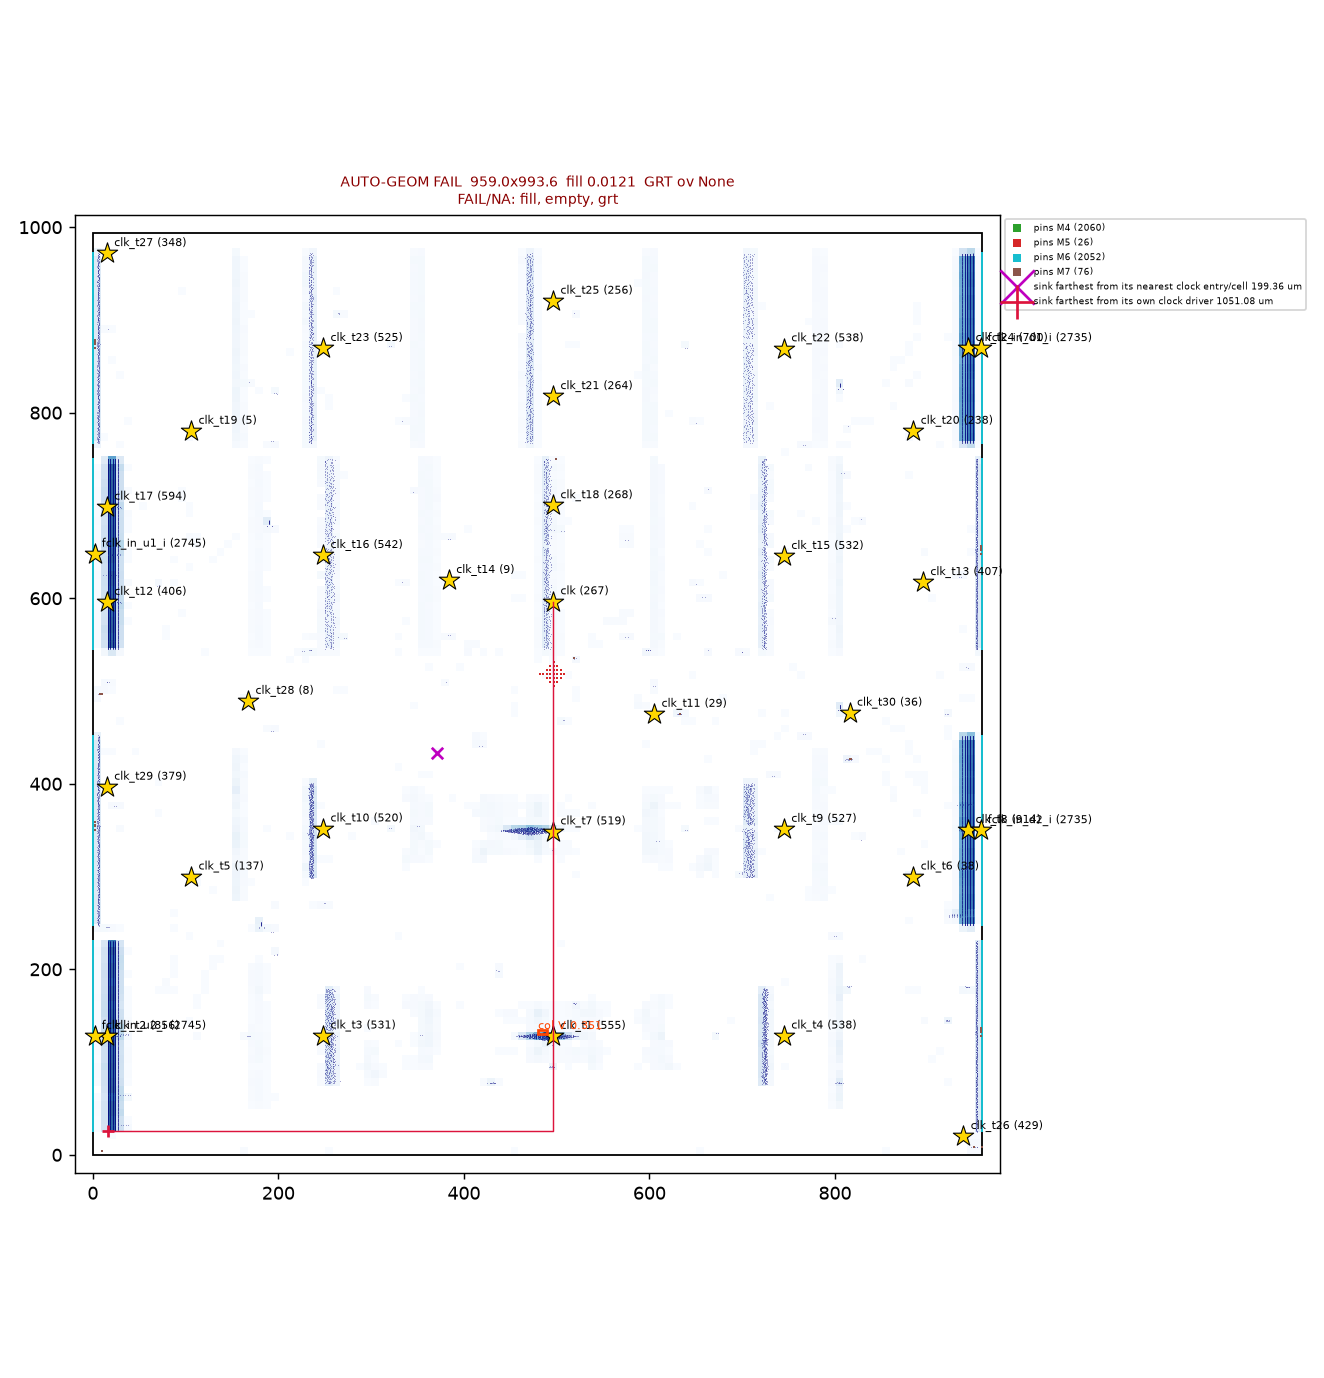 AUTO-GEOM FAIL 959.0x993.6 fill 0.0121 GRT ov None
FAIL/NA: fill, empty, grt
pins M4 (2060)
pins M5 (26)
pins M6 (2052)
pins M7 (76)
sink farthest from its nearest clock entry/cell 199.36 um
sink farthest from its own clock driver 1051.08 um
1000
800
600
400
200
0
0
200
400
600
800
clk_t27 (348)
clk_t25 (256)
clk_t23 (525)
clk_t22 (538)
(2735)
clk_t21 (264)
clk_t19 (5)
clk_t20 (238)
clk_t17 (594)
clk_t18 (268)
fclk_in_u1_i (2745)
clk_t16 (542)
clk_t15 (532)
clk_t14 (9)
clk_t13 (407)
clk_t12 (406)
clk (267)
clk_t28 (8)
clk_t11 (29)
clk_t30 (36)
clk_t29 (379)
clk_t10 (520)
clk_t7 (519)
clk_t9 (527)
(2735)
clk_t5 (137)
clk_t6 (38)
(2745)
clk_t3 (531)
(555)
clk_t4 (538)
clk_t26 (429)